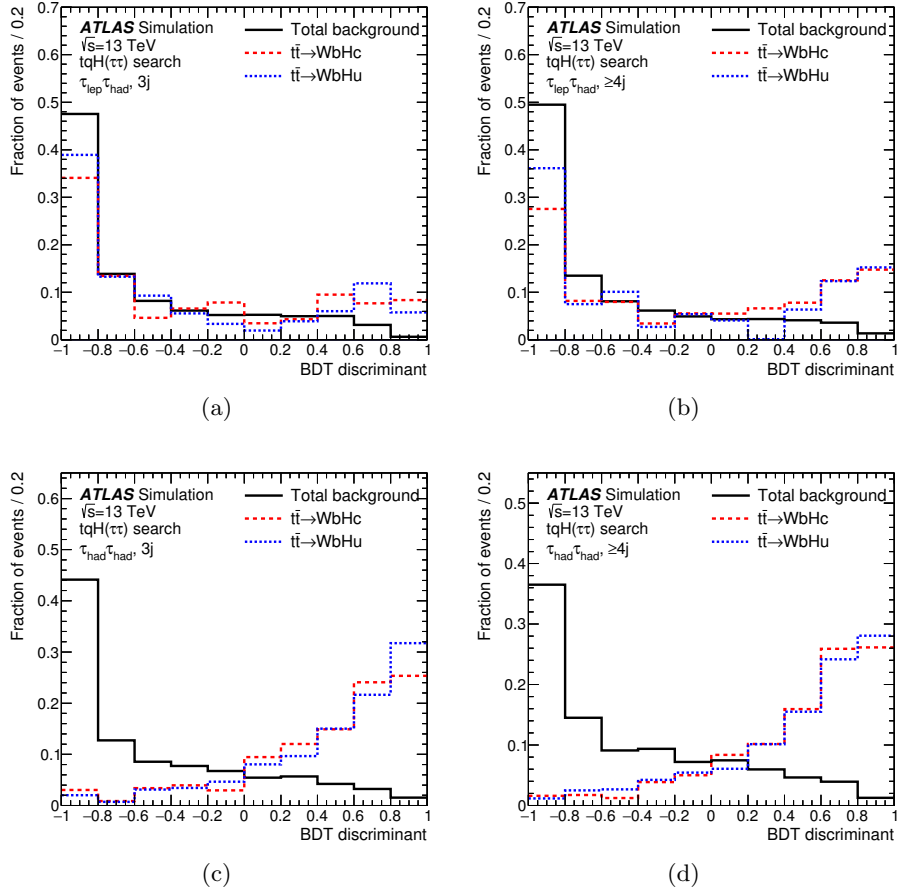 Fraction of events / 0.2
0.7
0.6
0.5
0.4
0.3
0.2
0.1
0
ATLAS Simulation
√s=13 TeV
tqH(ττ) search
τlepτhad, 3j
Total background
tt̄→WbHc
tt̄→WbHu
−1 −0.8 −0.6 −0.4 −0.2 0 0.2 0.4 0.6 0.8 1
BDT discriminant
(a)
Fraction of events / 0.2
0.7
0.6
0.5
0.4
0.3
0.2
0.1
0
ATLAS Simulation
√s=13 TeV
tqH(ττ) search
τlepτhad, ≥4j
Total background
tt̄→WbHc
tt̄→WbHu
−1 −0.8 −0.6 −0.4 −0.2 0 0.2 0.4 0.6 0.8 1
BDT discriminant
(b)
Fraction of events / 0.2
0.6
0.5
0.4
0.3
0.2
0.1
0
ATLAS Simulation
√s=13 TeV
tqH(ττ) search
τhadτhad, 3j
Total background
tt̄→WbHc
tt̄→WbHu
−1 −0.8 −0.6 −0.4 −0.2 0 0.2 0.4 0.6 0.8 1
BDT discriminant
(c)
Fraction of events / 0.2
0.5
0.4
0.3
0.2
0.1
0
ATLAS Simulation
√s=13 TeV
tqH(ττ) search
τhadτhad, ≥4j
Total background
tt̄→WbHc
tt̄→WbHu
−1 −0.8 −0.6 −0.4 −0.2 0 0.2 0.4 0.6 0.8 1
BDT discriminant
(d)